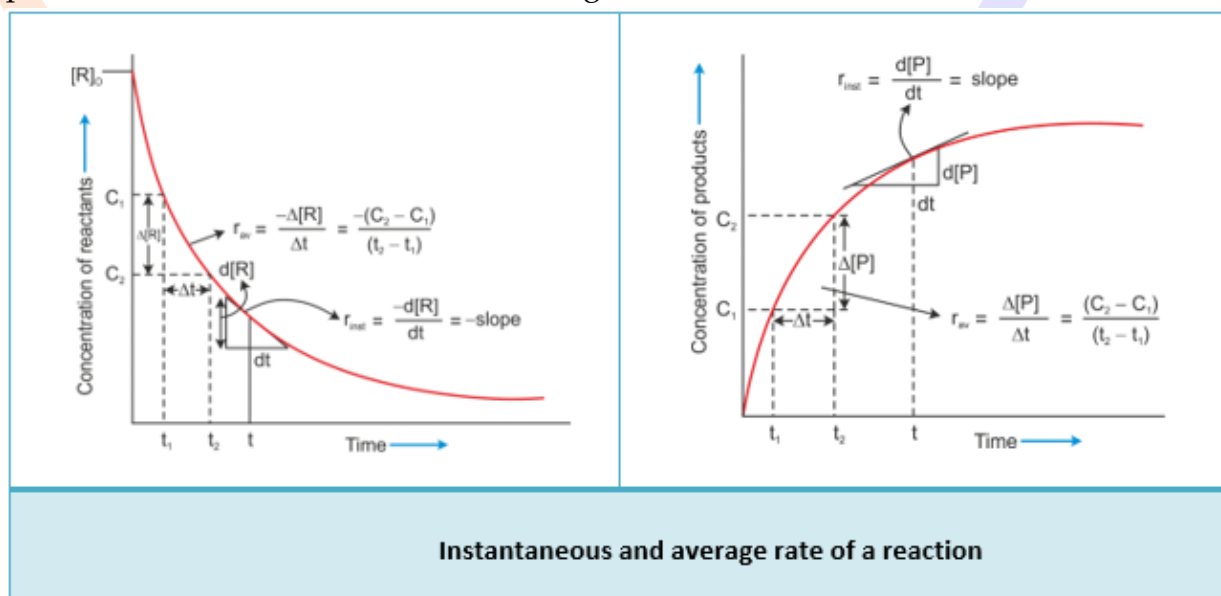 [R]₀
Concentration of reactants
C₁
Δ[R]
C₂
r_av = -Δ[R] / Δt = -(C₂ – C₁) / (t₂ – t₁)
d[R]
Δt
r_inst = -d[R] / dt = –slope
dt
t₁ t₂ t
Time
r_inst = d[P] / dt = slope
Concentration of products
d[P]
dt
C₂
Δ[P]
C₁
Δt
r_av = Δ[P] / Δt = (C₂ – C₁) / (t₂ – t₁)
t₁ t₂ t
Time
Instantaneous and average rate of a reaction